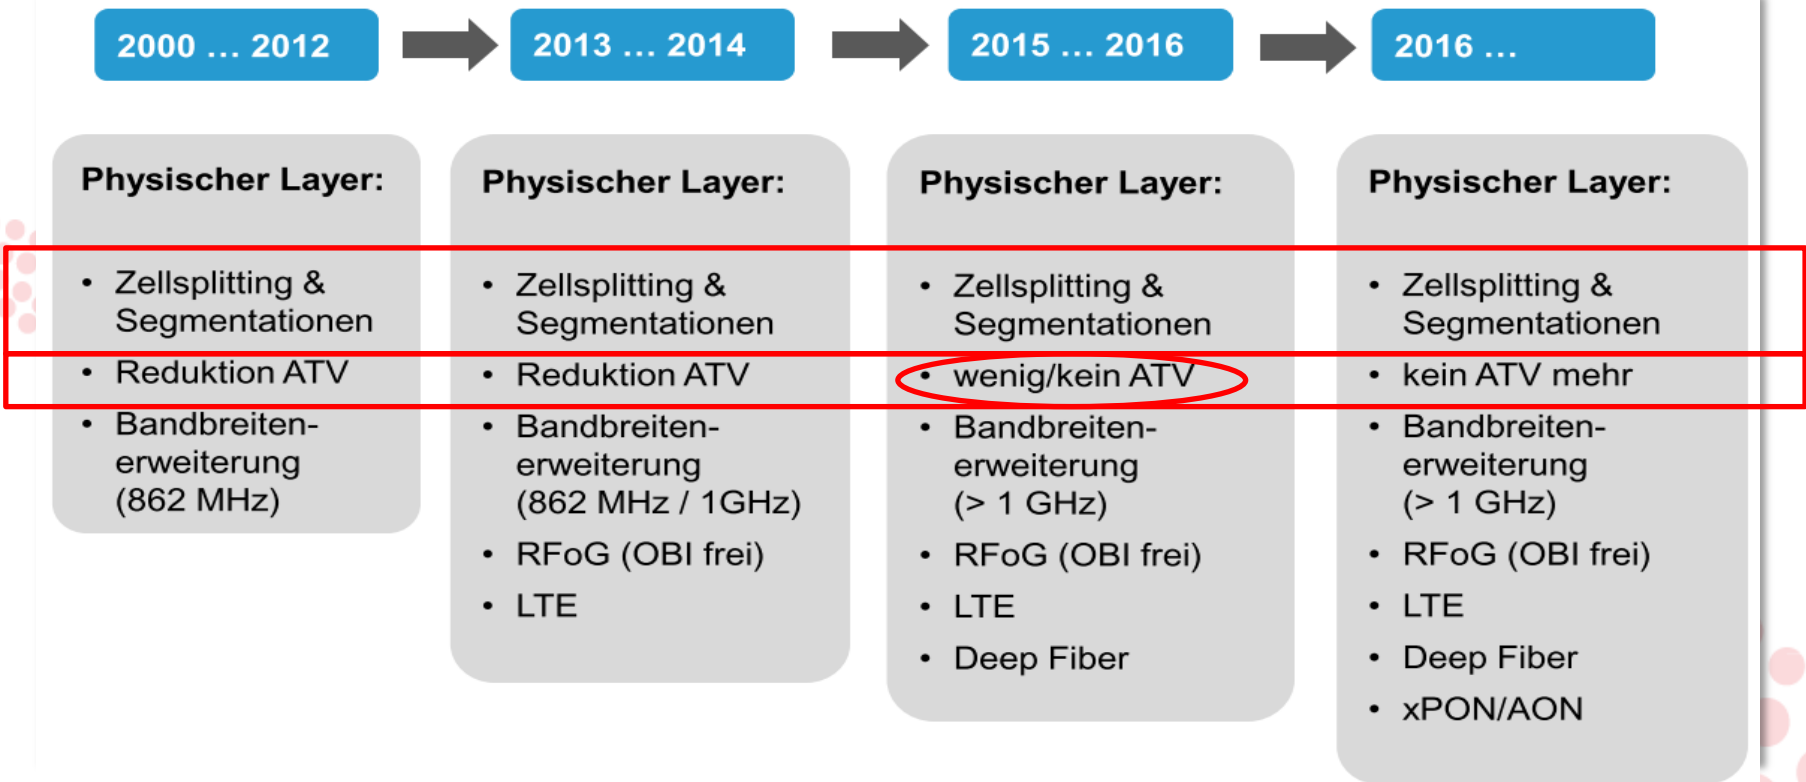 2000 ... 2012
2013 ... 2014
2015 ... 2016
2016 ...
Physischer Layer:
• Zellsplitting &
Segmentationen
• Reduktion ATV
• Bandbreiten-
erweiterung
(862 MHz)
Physischer Layer:
• Zellsplitting &
Segmentationen
• Reduktion ATV
• Bandbreiten-
erweiterung
(862 MHz / 1GHz)
• RFoG (OBI frei)
• LTE
Physischer Layer:
• Zellsplitting &
Segmentationen
• wenig/kein ATV
• Bandbreiten-
erweiterung
(> 1 GHz)
• RFoG (OBI frei)
• LTE
• Deep Fiber
Physischer Layer:
• Zellsplitting &
Segmentationen
• kein ATV mehr
• Bandbreiten-
erweiterung
(> 1 GHz)
• RFoG (OBI frei)
• LTE
• Deep Fiber
• xPON/AON